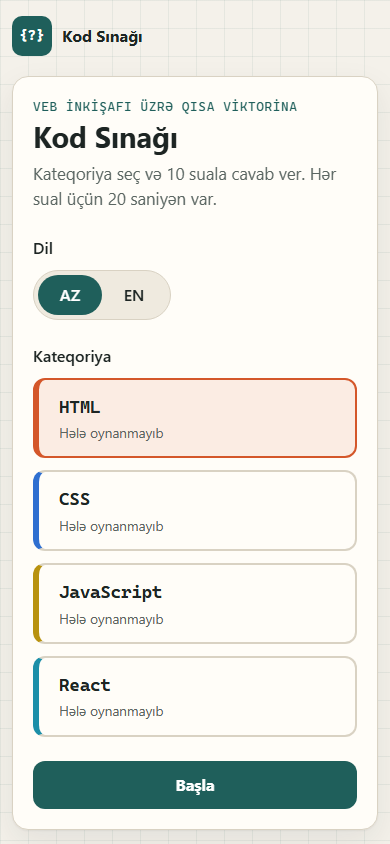 {?} Kod Sınağı
VEB İNKİŞAFI ÜZRƏ QISA VİKTORİNA
Kod Sınağı
Kateqoriya seç və 10 suala cavab ver. Hər
sual üçün 20 saniyən var.
Dil
AZ EN
Kateqoriya
HTML
Hələ oynanmayıb
CSS
Hələ oynanmayıb
JavaScript
Hələ oynanmayıb
React
Hələ oynanmayıb
Başla